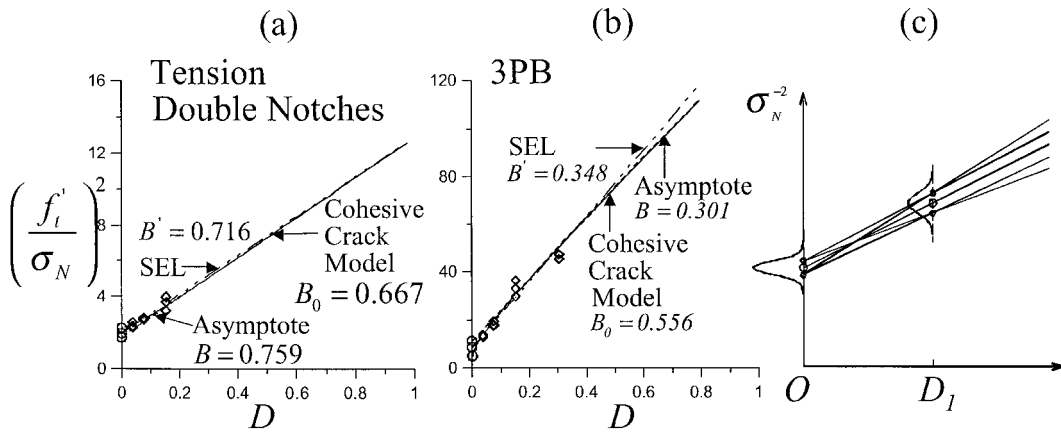 (a)
(b)
(c)
Tension
Double Notches
3PB
16
12
8
4
0
( f't / σN )²
B' = 0.716
SEL
Cohesive
Crack
Model
B₀ = 0.667
Asymptote
B = 0.759
0 0.2 0.4 0.6 0.8 1
D
120
80
40
0
SEL
B' = 0.348
Asymptote
B = 0.301
Cohesive
Crack
Model
B₀ = 0.556
0 0.2 0.4 0.6 0.8 1
D
σN⁻²
O
D₁